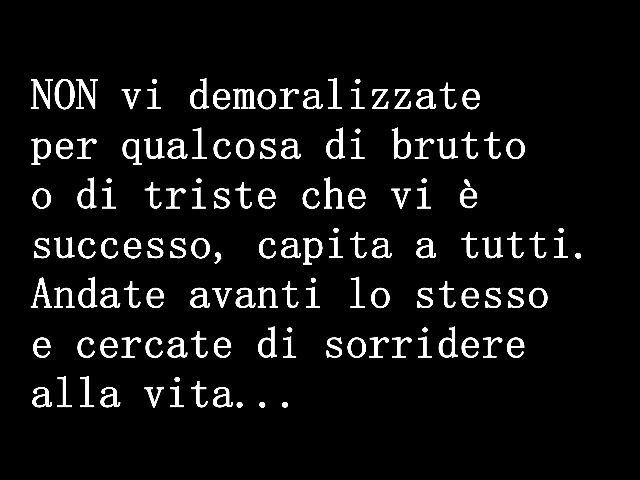 NON vi demoralizzate
per qualcosa di brutto
o di triste che vi è
successo, capita a tutti.
Andate avanti lo stesso
e cercate di sorridere
alla vita...